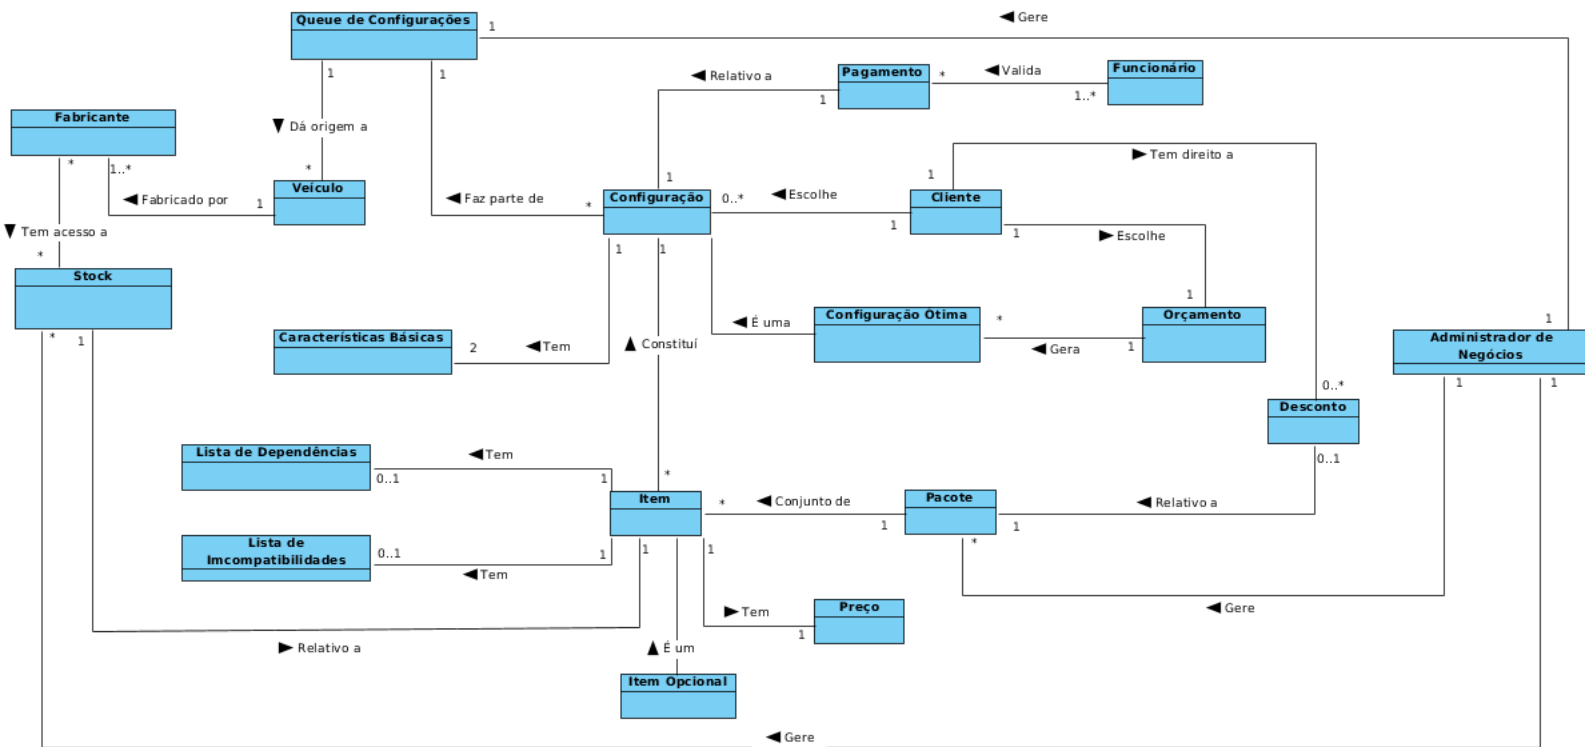 Queue de Configurações
1
◄ Gere
1
1
◄ Relativo a
Pagamento
*
◄ Valida
Funcionário
1
1..*
Fabricante
▼ Dá origem a
*
1..*
*
1
▶ Tem direito a
Veículo
1
Configuração
0..*
◄ Escolhe
Cliente
◄ Fabricado por
1
◄ Faz parte de
*
1
1
▶ Escolhe
▼ Tem acesso a
*
1
1
Stock
1
Configuração Ótima
*
Orçamento
◄ É uma
1
*
1
Características Básicas
2
◄ Tem
▲ Constituí
◄ Gera
1
Administrador de
Negócios
0..*
1
1
Desconto
Lista de Dependências
◄ Tem
0..1
0..1
1
*
Item
*
◄ Conjunto de
Pacote
◄ Relativo a
1
1
Lista de
Imcompatibilidades
0..1
1
1
1
*
◄ Tem
Preço
▶ Tem
1
◄ Gere
▶ Relativo a
▲ É um
Item Opcional
◄ Gere